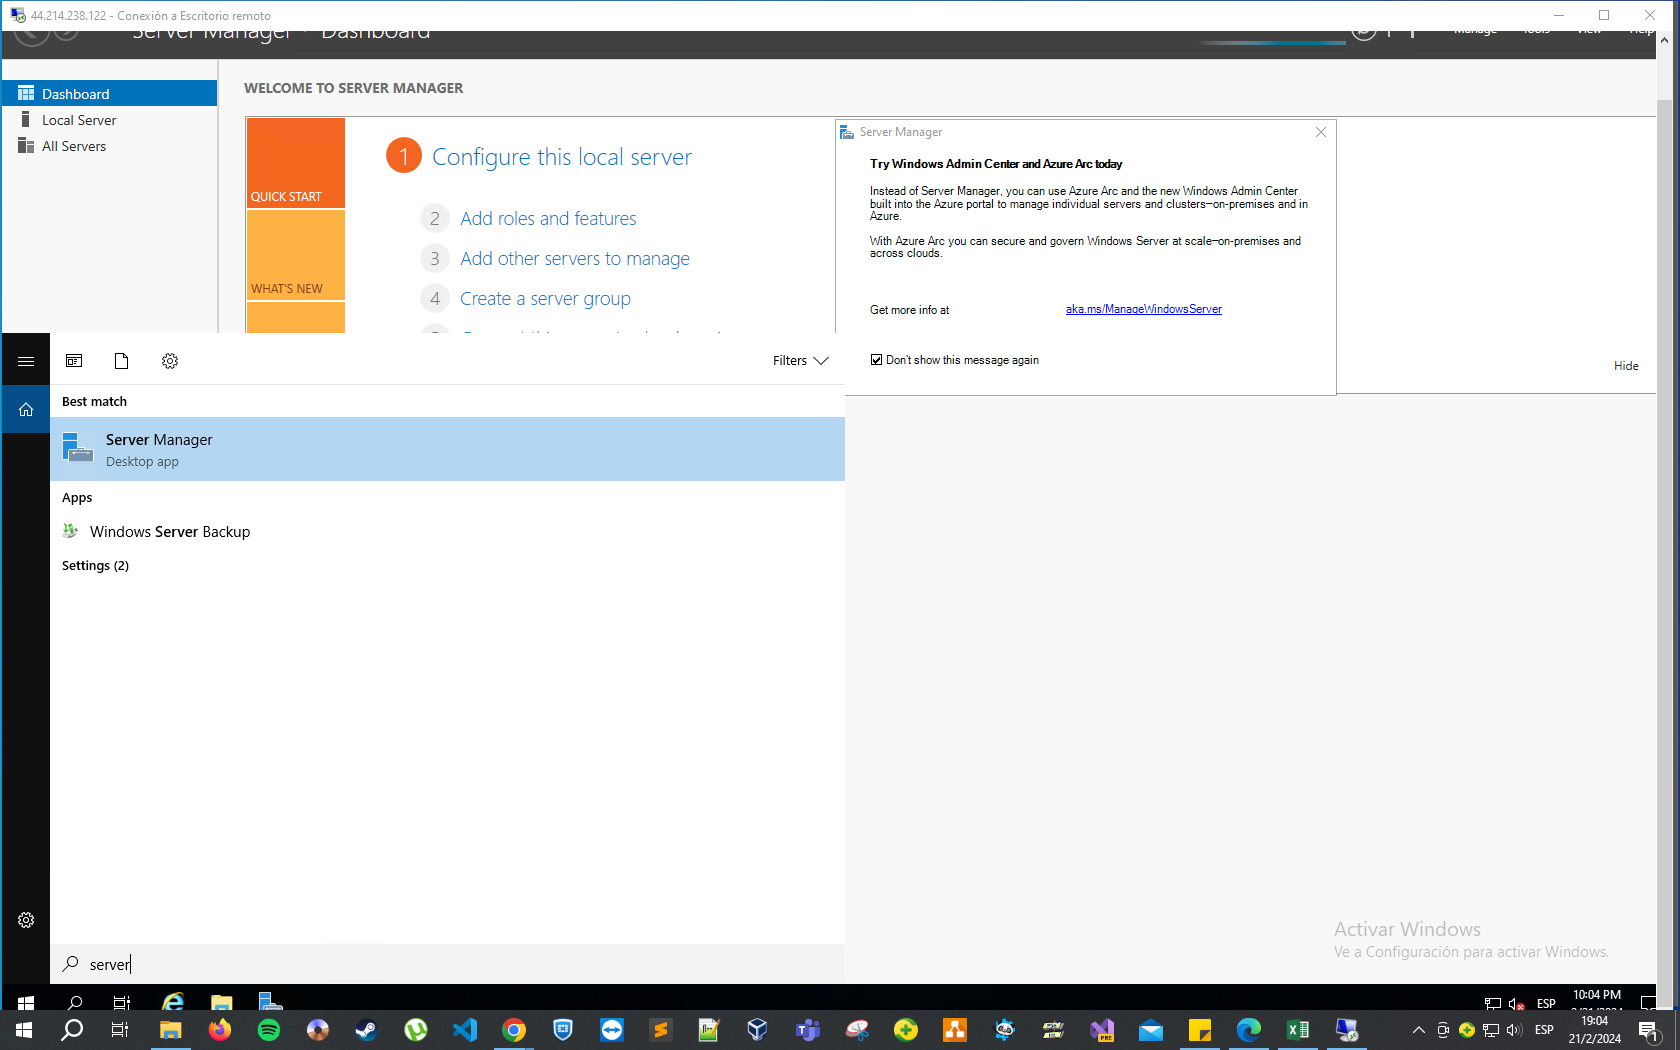 44.214.238.122 - Conexión a Escritorio remoto
Server Manager · Dashboard
Manage Tools View Help
Dashboard
Local Server
All Servers
WELCOME TO SERVER MANAGER
QUICK START
WHAT'S NEW
1 Configure this local server
2 Add roles and features
3 Add other servers to manage
4 Create a server group
Server Manager
Try Windows Admin Center and Azure Arc today
Instead of Server Manager, you can use Azure Arc and the new Windows Admin Center
built into the Azure portal to manage individual servers and clusters—on-premises and in
Azure.
With Azure Arc you can secure and govern Windows Server at scale—on-premises and
across clouds.
Get more info at aka.ms/ManageWindowsServer
Don't show this message again
Hide
Filters
Best match
Server Manager
Desktop app
Apps
Windows Server Backup
Settings (2)
server
Activar Windows
Ve a Configuración para activar Windows.
ESP
10:04 PM
PRE
ESP
19:04
21/2/2024
1